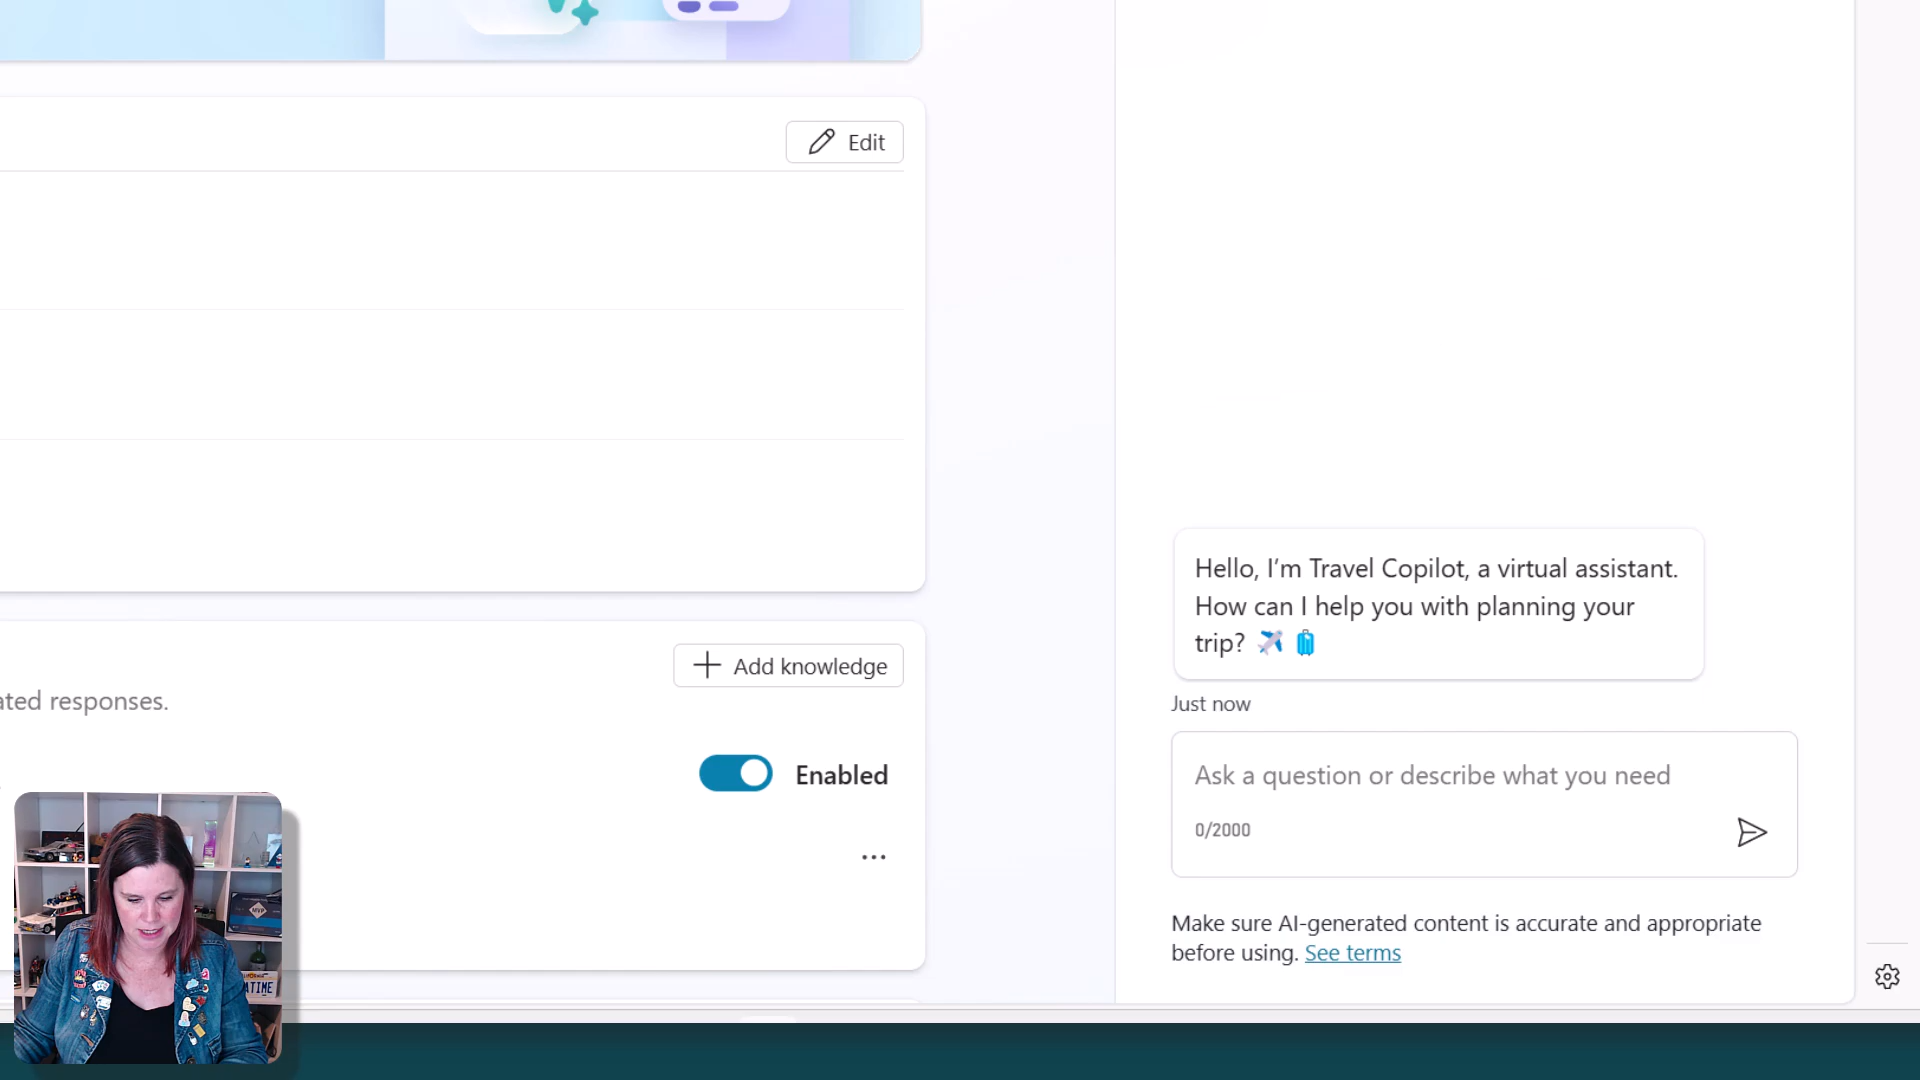 Edit
Add knowledge
ated responses.
Enabled
Hello, I'm Travel Copilot, a virtual assistant.
How can I help you with planning your
trip?
Just now
Ask a question or describe what you need
0/2000
Make sure AI-generated content is accurate and appropriate
before using. See terms
MVP
ATIME